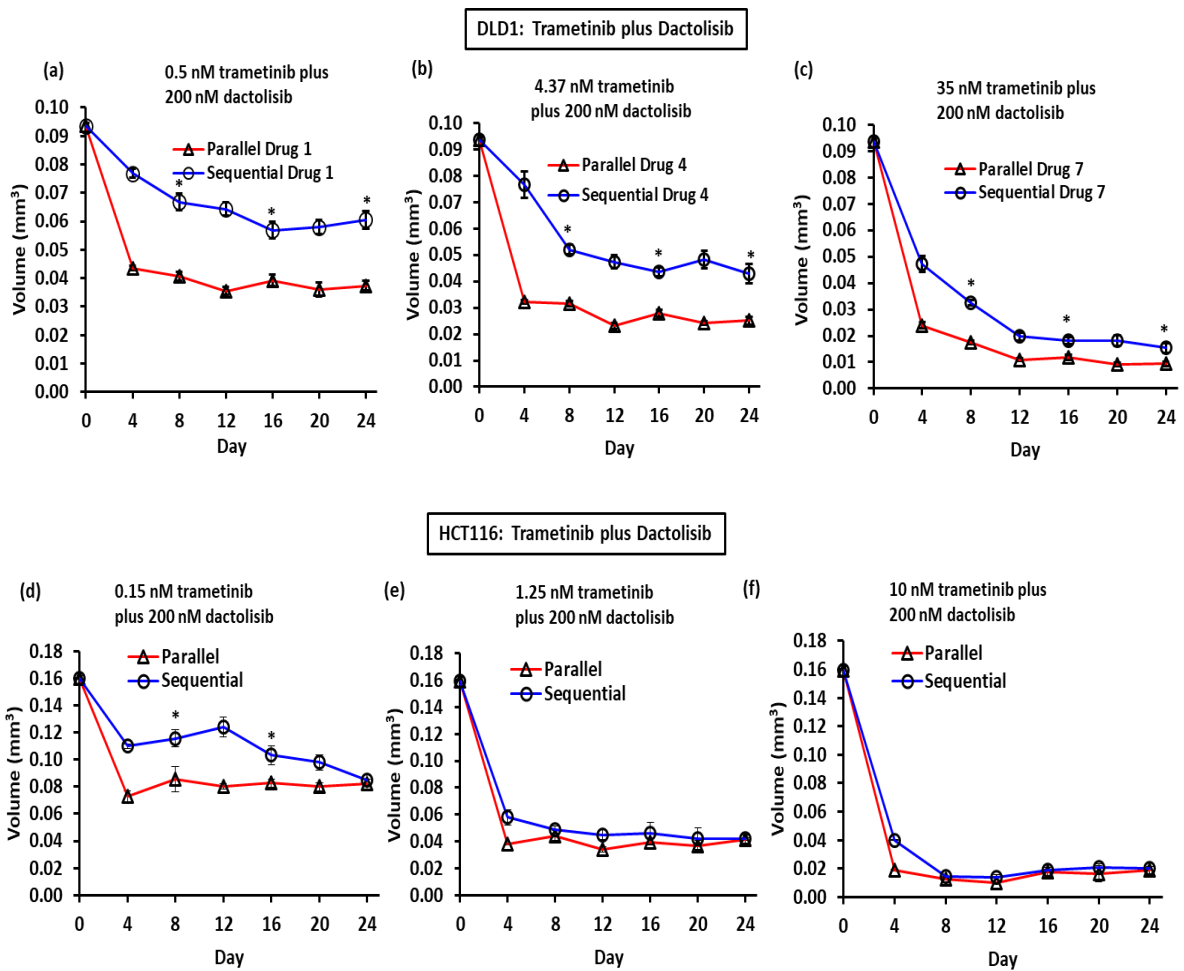 DLD1: Trametinib plus Dactolisib
(a)
0.5 nM trametinib plus
200 nM dactolisib
Parallel Drug 1
Sequential Drug 1
Volume (mm³)
0.10
0.09
0.08
0.07
0.06
0.05
0.04
0.03
0.02
0.01
0.00
* * *
0 4 8 12 16 20 24
Day
(b)
4.37 nM trametinib
plus 200 nM dactolisib
Parallel Drug 4
Sequential Drug 4
Volume (mm³)
0.10
0.09
0.08
0.07
0.06
0.05
0.04
0.03
0.02
0.01
0.00
* * *
0 4 8 12 16 20 24
Day
(c)
35 nM trametinib plus
200 nM dactolisib
Parallel Drug 7
Sequential Drug 7
Volume (mm³)
0.10
0.09
0.08
0.07
0.06
0.05
0.04
0.03
0.02
0.01
0.00
* * *
0 4 8 12 16 20 24
Day
HCT116: Trametinib plus Dactolisib
(d)
0.15 nM trametinib
plus 200 nM dactolisib
Parallel
Sequential
Volume (mm³)
0.18
0.16
0.14
0.12
0.10
0.08
0.06
0.04
0.02
0.00
* *
0 4 8 12 16 20 24
Day
(e)
1.25 nM trametinib
plus 200 nM dactolisib
Parallel
Sequential
Volume (mm³)
0.18
0.16
0.14
0.12
0.10
0.08
0.06
0.04
0.02
0.00
0 4 8 12 16 20 24
Day
(f)
10 nM trametinib plus
200 nM dactolisib
Parallel
Sequential
Volume (mm³)
0.18
0.16
0.14
0.12
0.10
0.08
0.06
0.04
0.02
0.00
0 4 8 12 16 20 24
Day